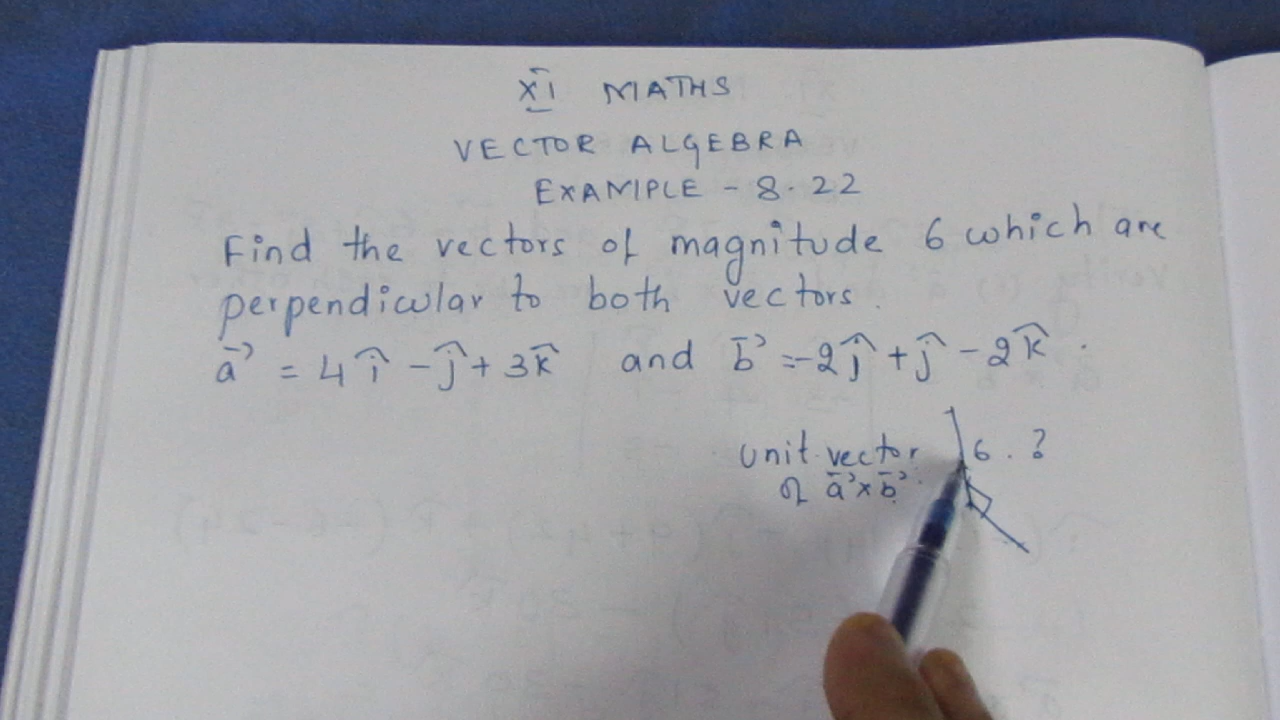 XI MATHS
VECTOR ALGEBRA
EXAMPLE - 8.22
Find the vectors of magnitude 6 which are
perpendicular to both vectors.
a⃗ = 4î - ĵ + 3k̂ and b⃗ = -2ĵ + ĵ - 2k̂.
unit vector 6. ?
of a⃗ × b⃗.